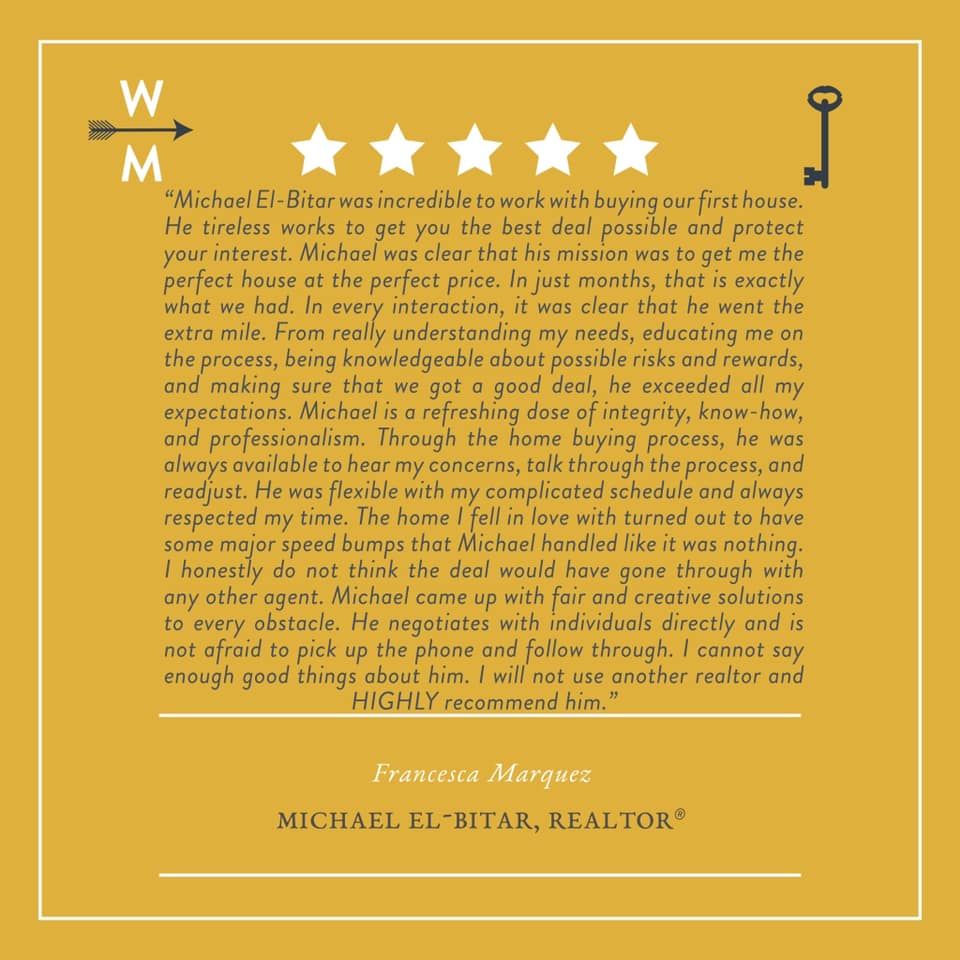 W
M
“Michael El-Bitar was incredible to work with buying our first house.
He tireless works to get you the best deal possible and protect
your interest. Michael was clear that his mission was to get me the
perfect house at the perfect price. In just months, that is exactly
what we had. In every interaction, it was clear that he went the
extra mile. From really understanding my needs, educating me on
the process, being knowledgeable about possible risks and rewards,
and making sure that we got a good deal, he exceeded all my
expectations. Michael is a refreshing dose of integrity, know-how,
and professionalism. Through the home buying process, he was
always available to hear my concerns, talk through the process, and
readjust. He was flexible with my complicated schedule and always
respected my time. The home I fell in love with turned out to have
some major speed bumps that Michael handled like it was nothing.
I honestly do not think the deal would have gone through with
any other agent. Michael came up with fair and creative solutions
to every obstacle. He negotiates with individuals directly and is
not afraid to pick up the phone and follow through. I cannot say
enough good things about him. I will not use another realtor and
HIGHLY recommend him.”
Francesca Marquez
MICHAEL EL-BITAR, REALTOR®